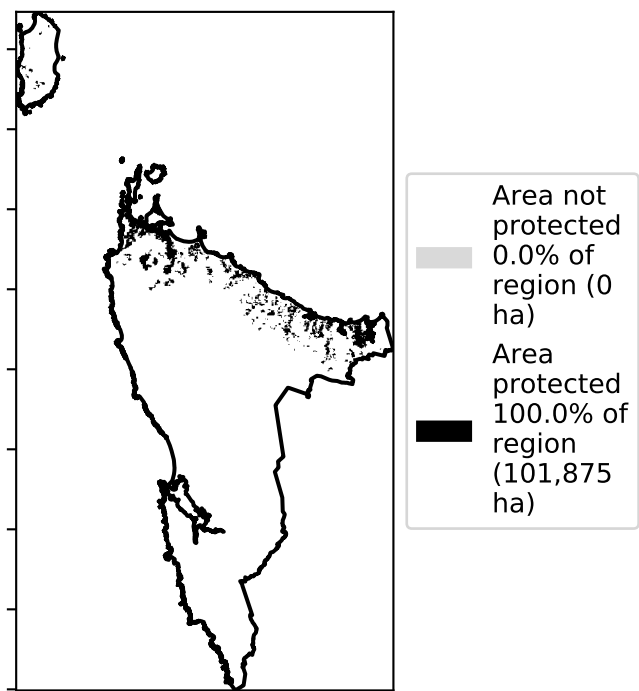 Area not
protected
0.0% of
region (0
ha)
Area
protected
100.0% of
region
(101,875
ha)